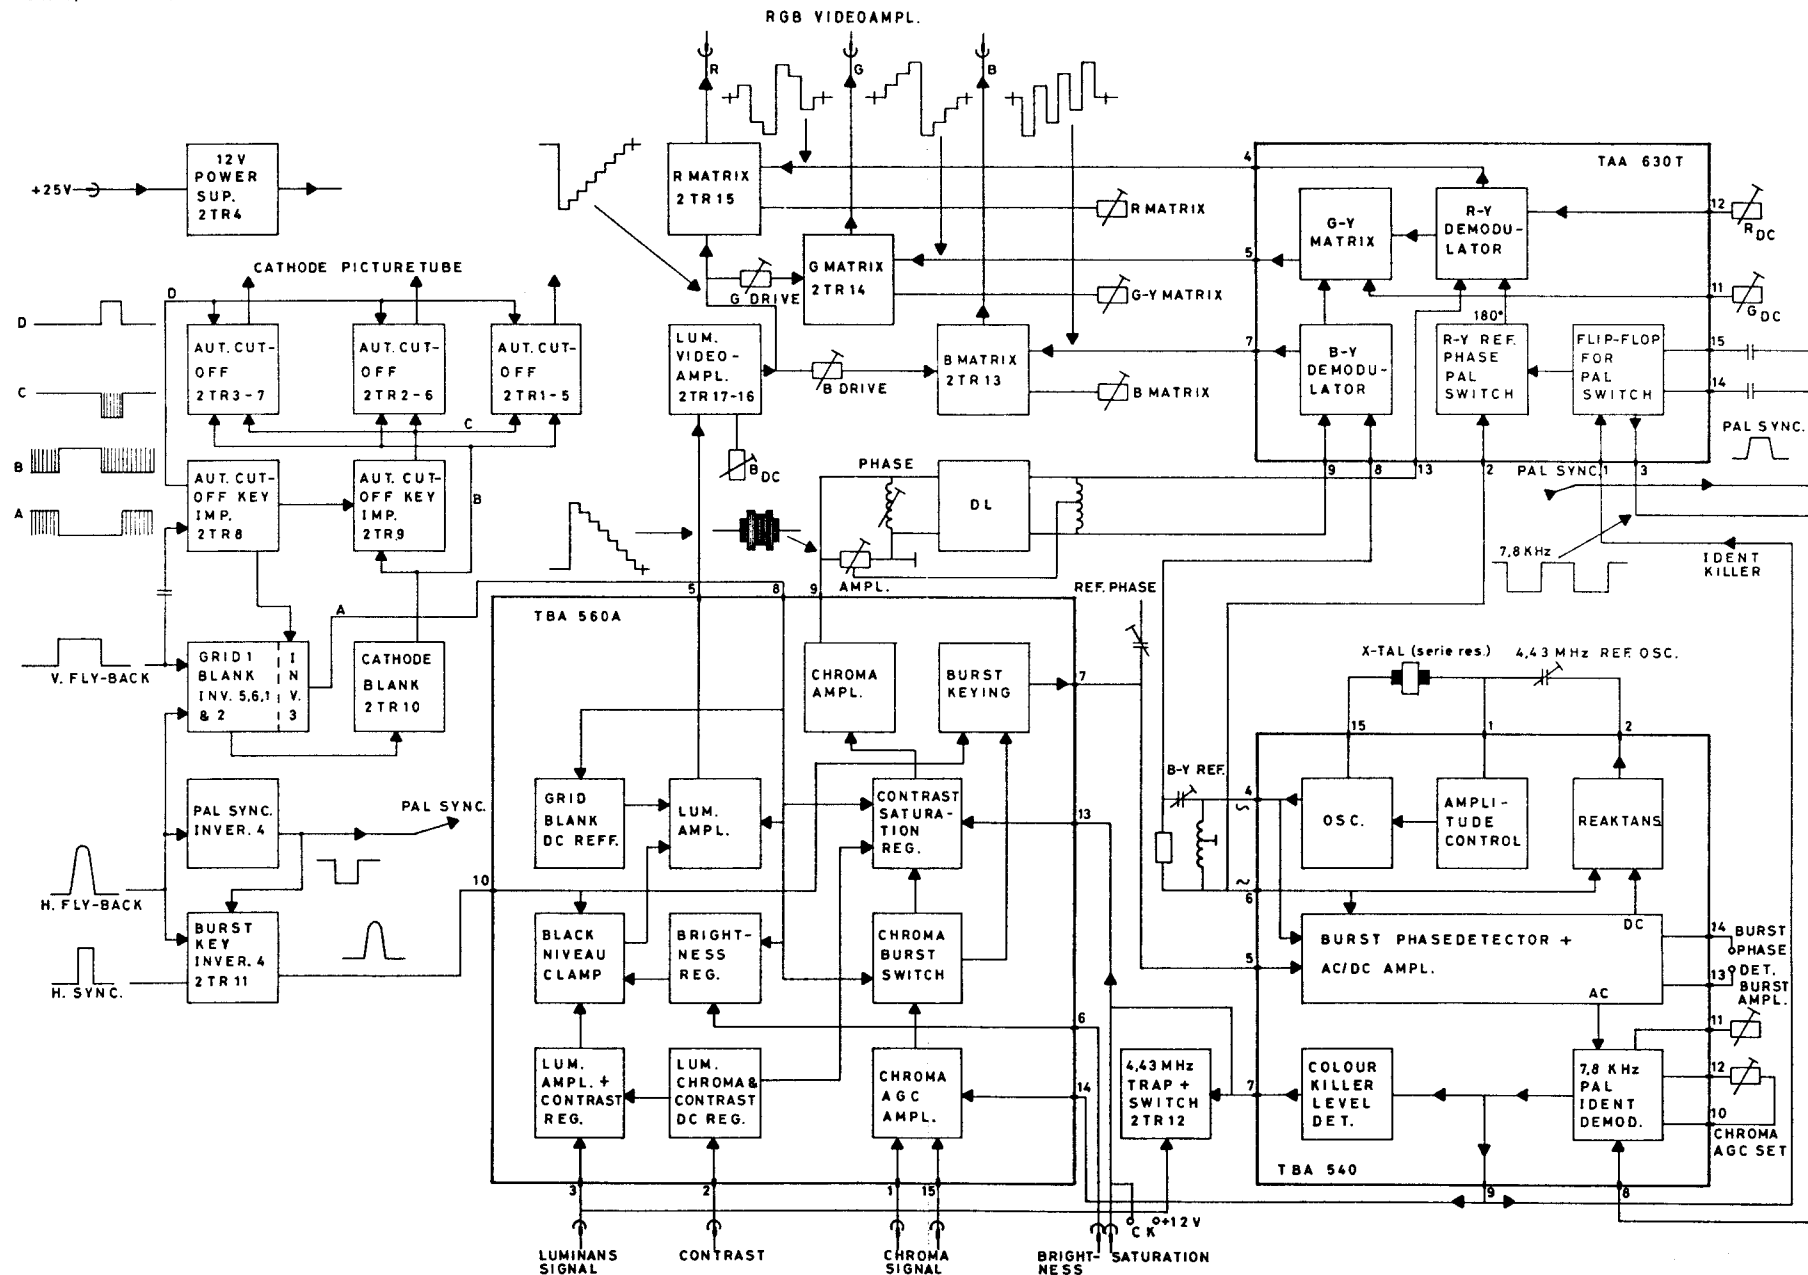 RGB VIDEOAMPL.
R
G
B
+25V
12 V
POWER
SUP.
2TR4
R MATRIX
2TR15
R MATRIX
4
TAA 630T
G-Y
MATRIX
R-Y
DEMODU-
LATOR
12
R DC
CATHODE PICTURETUBE
D
D
G DRIVE
G MATRIX
2TR14
G-Y MATRIX
5
11
G DC
180°
C
AUT. CUT-
OFF
2TR3-7
AUT. CUT-
OFF
2TR2-6
AUT. CUT-
OFF
2TR1-5
C
LUM.
VIDEO-
AMPL.
2TR17-16
B DRIVE
B MATRIX
2TR13
B MATRIX
7
B-Y
DEMODU-
LATOR
R-Y REF.
PHASE
PAL
SWITCH
FLIP-FLOP
FOR
PAL
SWITCH
15
14
PAL SYNC.
B
A
AUT. CUT-
OFF KEY
IMP.
2TR8
AUT. CUT-
OFF KEY
IMP.
2TR9
B
B DC
PHASE
DL
AMPL.
9
8
13
2
PAL SYNC.
1
3
7,8 KHz
IDENT
KILLER
REF. PHASE
A
5
8
9
TBA 560A
V. FLY-BACK
GRID 1
BLANK
INV. 5,6,1
& 2
I
N
V.
3
CATHODE
BLANK
2TR10
CHROMA
AMPL.
BURST
KEYING
7
X-TAL (serie res.)
4,43 MHz REF. OSC.
15
1
2
B-Y REF.
PAL SYNC.
INVER. 4
PAL SYNC.
GRID
BLANK
DC REFF.
LUM.
AMPL.
CONTRAST
SATURA-
TION
REG.
13
4
OSC.
AMPLI-
TUDE
CONTROL
REAKTANS
H. FLY-BACK
10
6
BURST
KEY
INVER. 4
2TR11
H. SYNC.
BLACK
NIVEAU
CLAMP
BRIGHT-
NESS
REG.
CHROMA
BURST
SWITCH
5
BURST PHASEDETECTOR +
AC/DC AMPL.
DC
AC
14
BURST
PHASE
DET.
13
BURST
AMPL.
6
11
LUM.
AMPL. +
CONTRAST
REG.
LUM.
CHROMA &
CONTRAST
DC REG.
CHROMA
AGC
AMPL.
14
4,43 MHz
TRAP +
SWITCH
2TR12
7
COLOUR
KILLER
LEVEL
DET.
7,8 KHz
PAL
IDENT
DEMOD.
12
10
CHROMA
AGC SET
TBA 540
3
2
1
15
9
8
CK
+12V
LUMINANS
SIGNAL
CONTRAST
CHROMA
SIGNAL
BRIGHT-
NESS
SATURATION